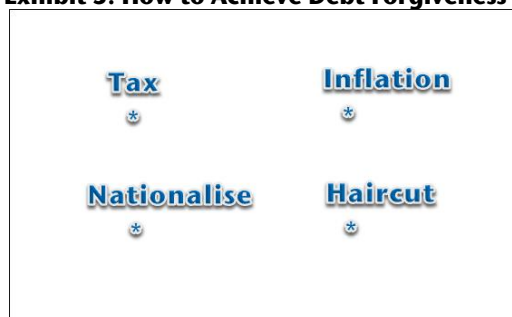 Exhibit 5: How to Achieve Debt Forgiveness
Tax Inflation
* *
Nationalise Haircut
* *